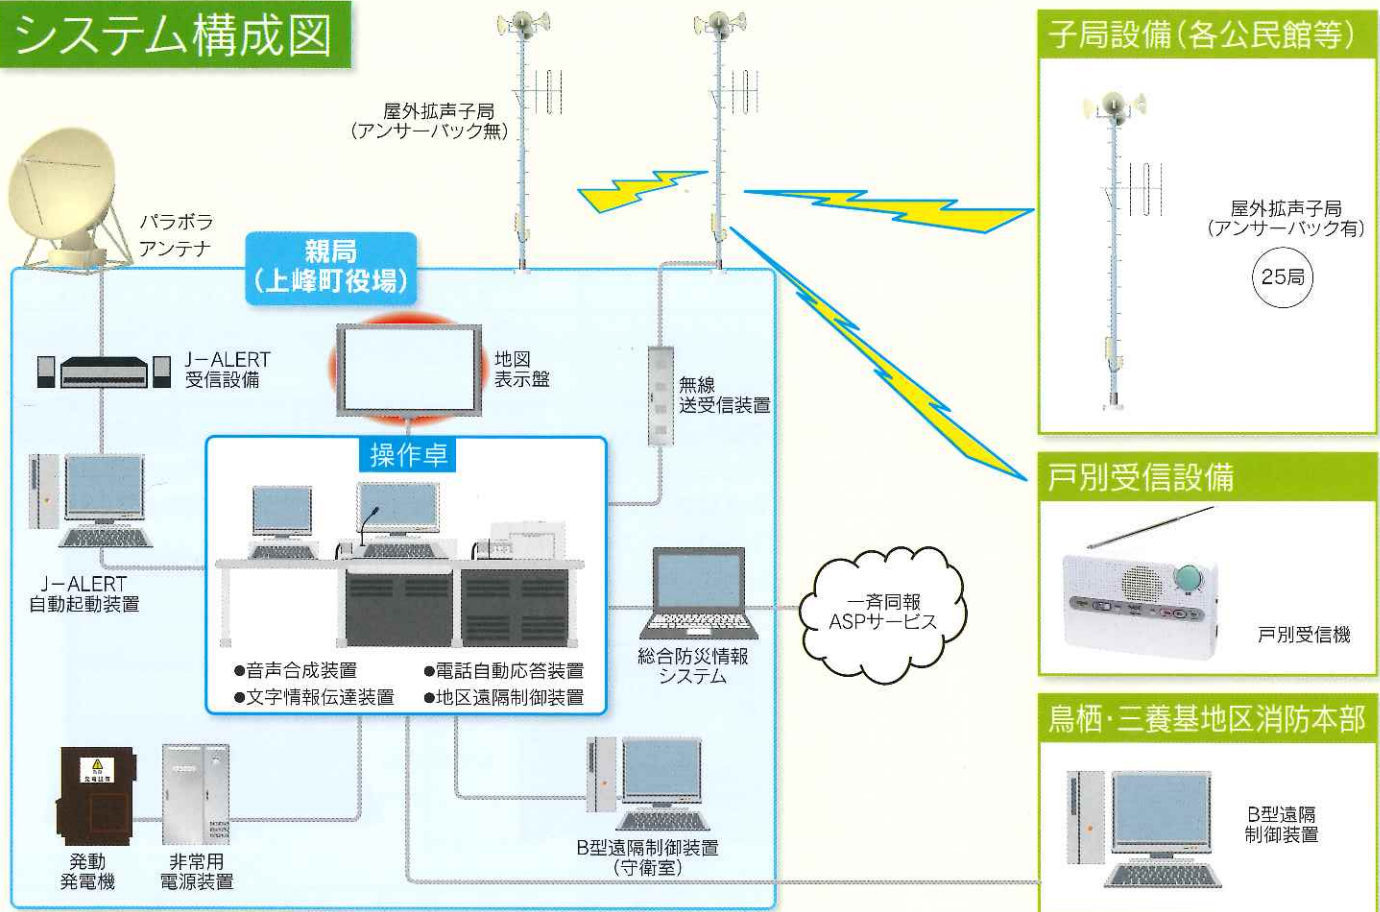 システム構成図
屋外拡声子局
(アンサーバック無)
パラボラ
アンテナ
親局
(上峰町役場)
J-ALERT
受信設備
地図
表示盤
無線
送受信装置
操作卓
J-ALERT
自動起動装置
●音声合成装置
●電話自動応答装置
●文字情報伝達装置
●地区遠隔制御装置
総合防災情報
システム
一斉同報
ASPサービス
発動
発電機
非常用
電源装置
B型遠隔制御装置
(守衛室)
子局設備(各公民館等)
屋外拡声子局
(アンサーバック有)
25局
戸別受信設備
戸別受信機
鳥栖・三養基地区消防本部
B型遠隔
制御装置